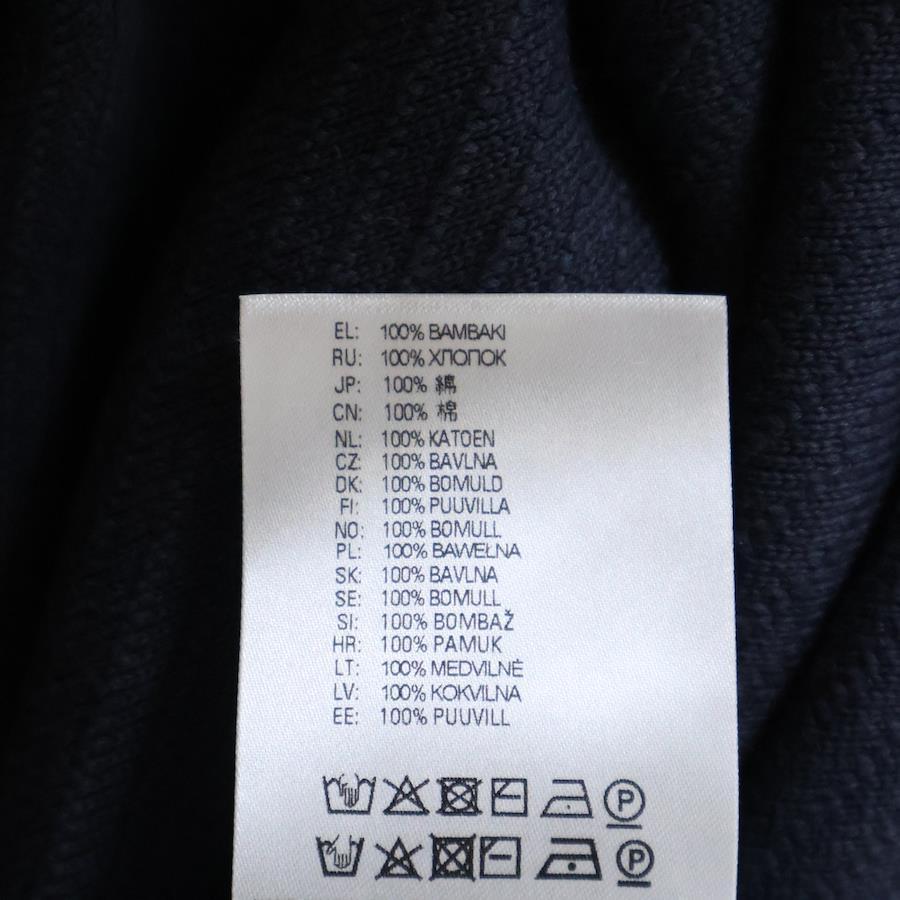 EL: 100% BAMBAKI
RU: 100% ХЛОПОК
JP: 100% 綿
CN: 100% 棉
NL: 100% KATOEN
CZ: 100% BAVLNA
DK: 100% BOMULD
FI: 100% PUUVILLA
NO: 100% BOMULL
PL: 100% BAWEŁNA
SK: 100% BAVLNA
SE: 100% BOMULL
SI: 100% BOMBAŽ
HR: 100% PAMUK
LT: 100% MEDVILNĖ
LV: 100% KOKVILNA
EE: 100% PUUVILL
P
P